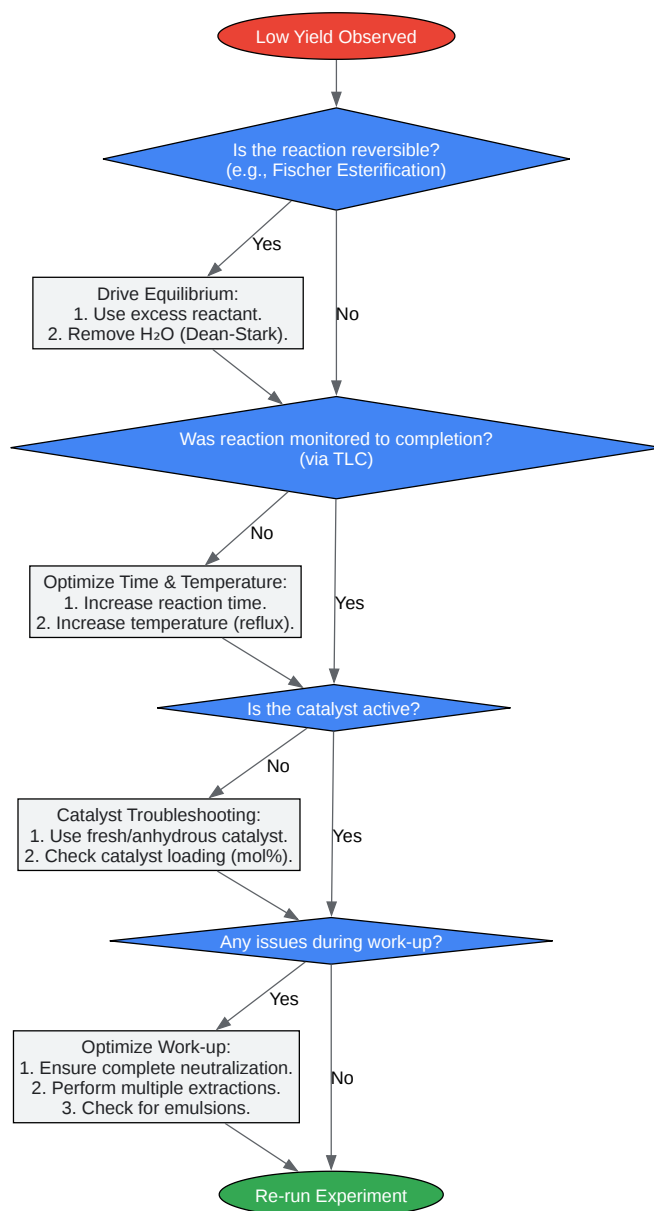 Low Yield Observed
Is the reaction reversible?
(e.g., Fischer Esterification)
Yes
Drive Equilibrium:
1. Use excess reactant.
2. Remove H₂O (Dean-Stark).
No
Was reaction monitored to completion?
(via TLC)
No
Optimize Time & Temperature:
1. Increase reaction time.
2. Increase temperature (reflux).
Yes
Is the catalyst active?
No
Catalyst Troubleshooting:
1. Use fresh/anhydrous catalyst.
2. Check catalyst loading (mol%).
Yes
Any issues during work-up?
Yes
Optimize Work-up:
1. Ensure complete neutralization.
2. Perform multiple extractions.
3. Check for emulsions.
No
Re-run Experiment